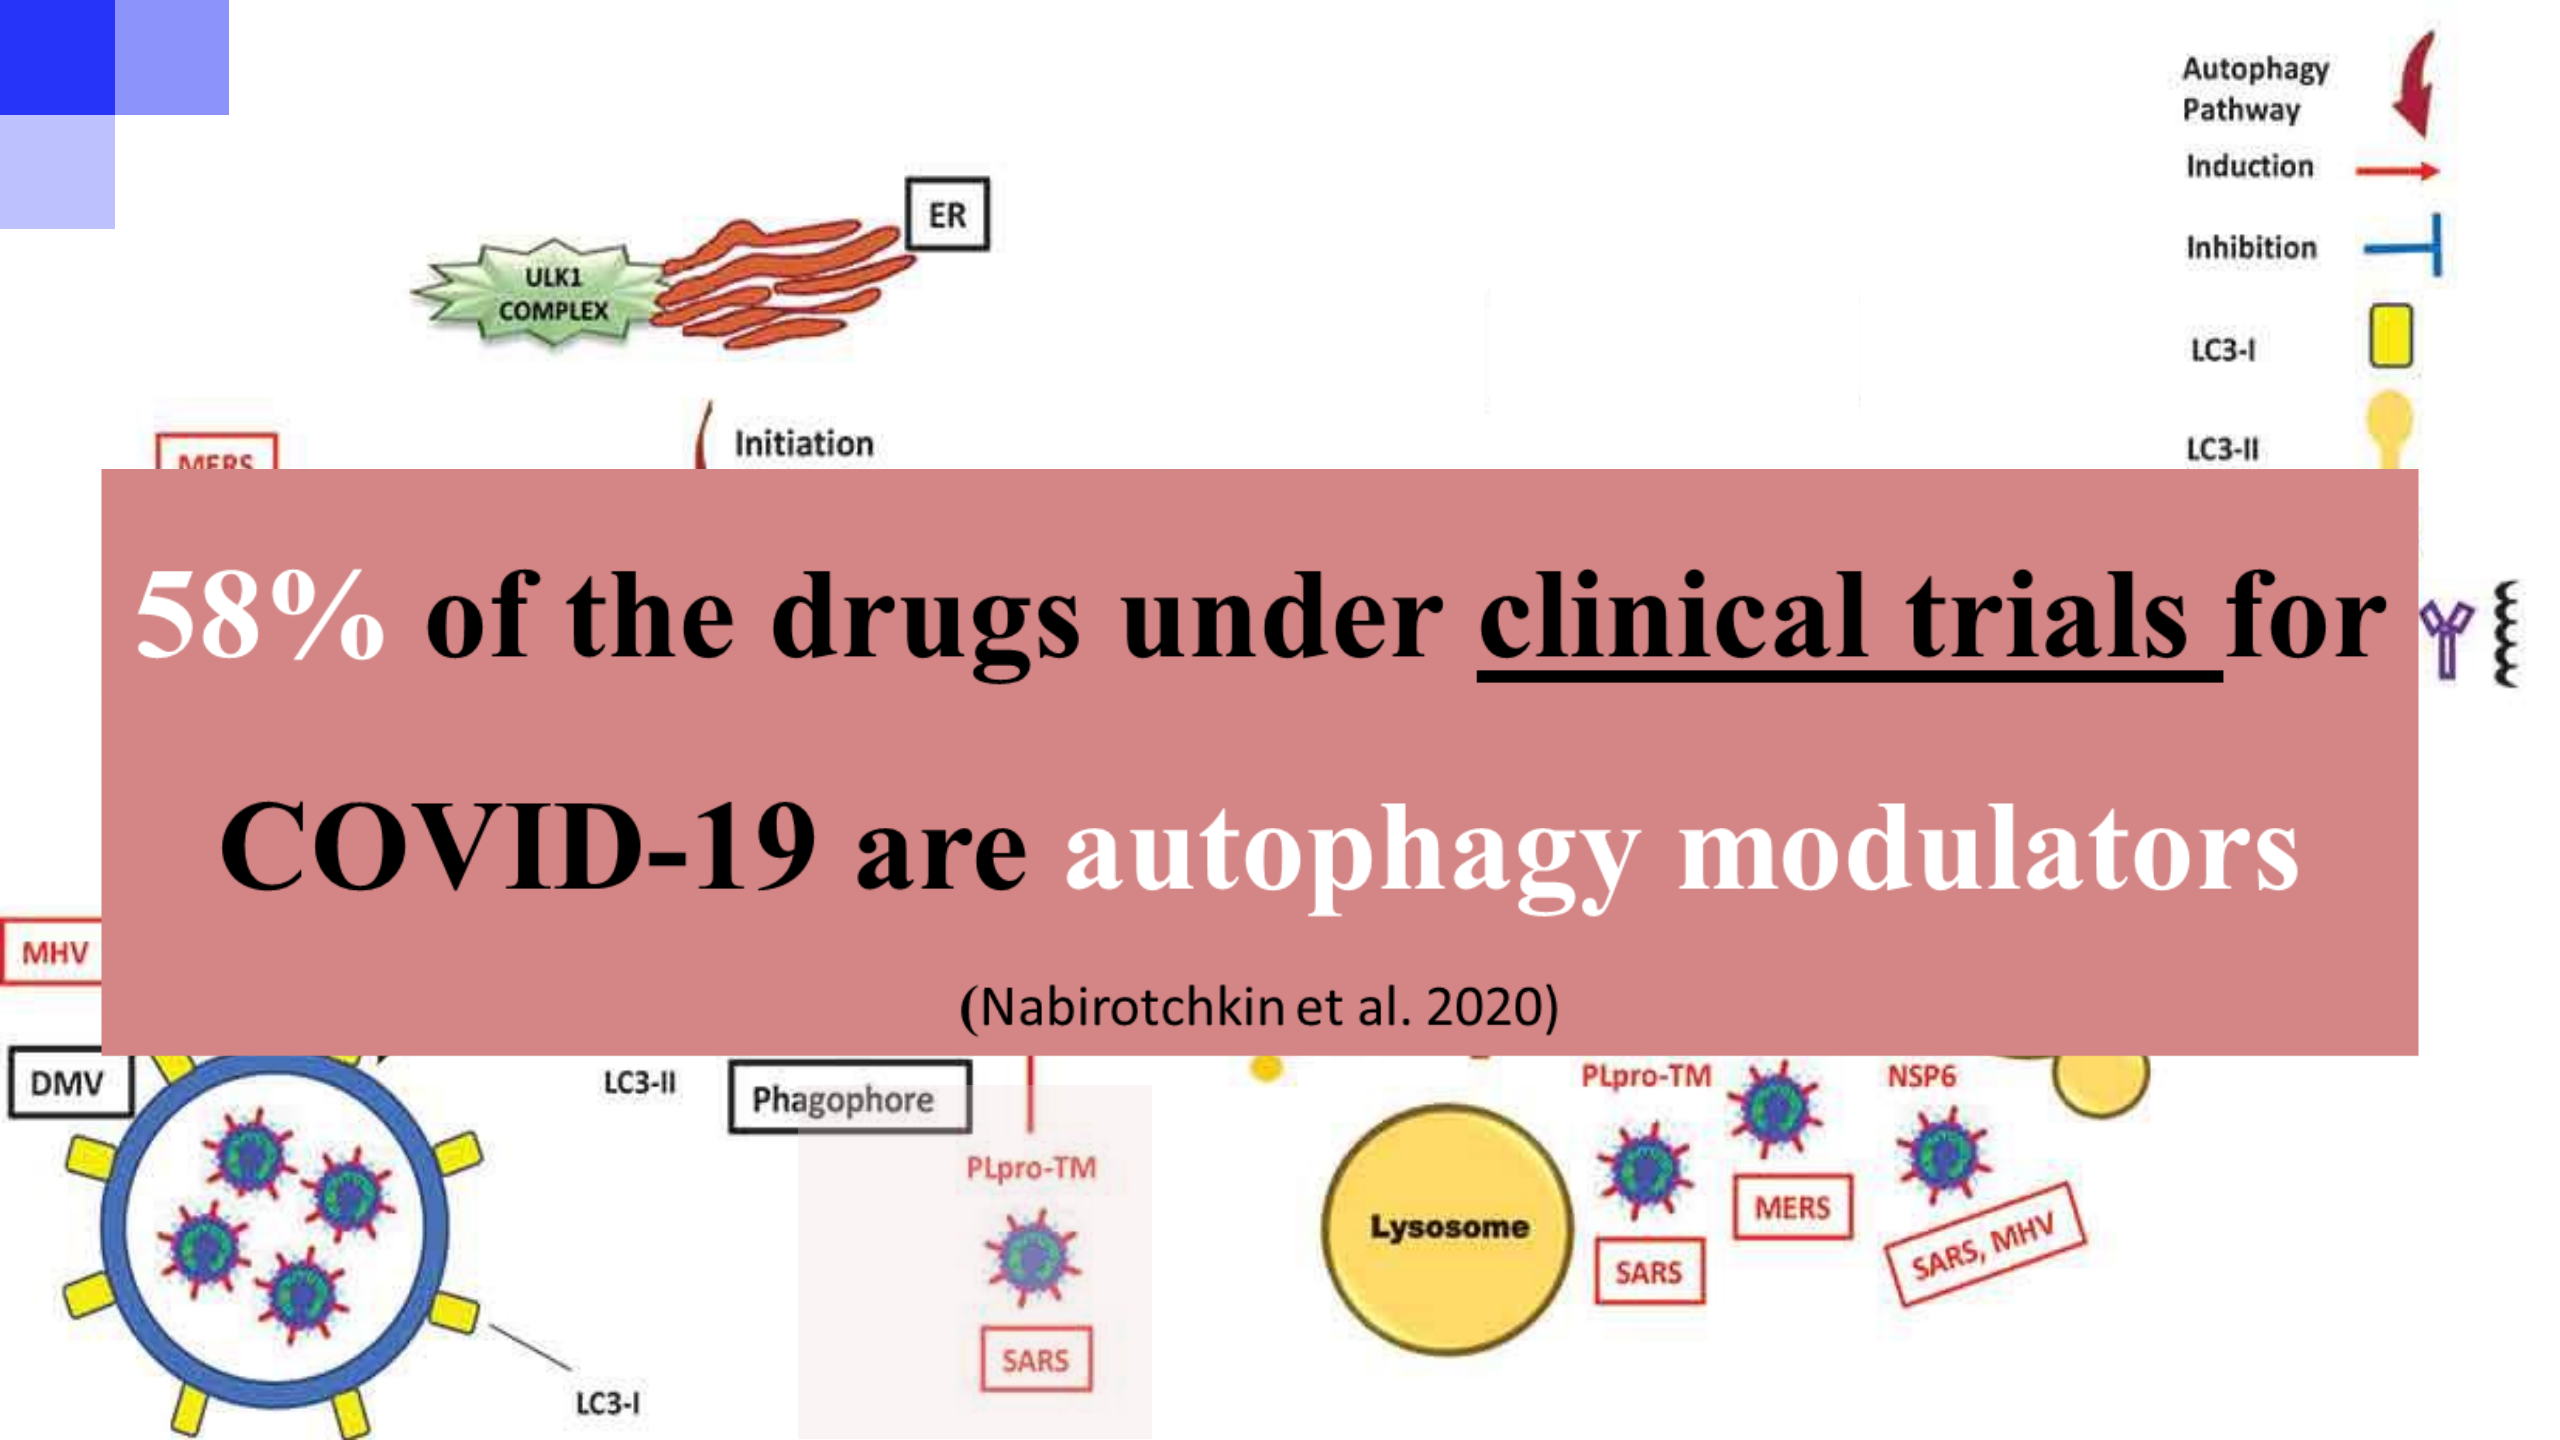 Autophagy
Pathway
Induction
Inhibition
LC3-I
LC3-II
ER
ULK1
COMPLEX
Initiation
MERS
58% of the drugs under clinical trials for
COVID-19 are autophagy modulators
(Nabirotchkin et al. 2020)
MHV
DMV
LC3-II
Phagophore
PLpro-TM
SARS
LC3-I
Lysosome
PLpro-TM
SARS
MERS
NSP6
SARS, MHV